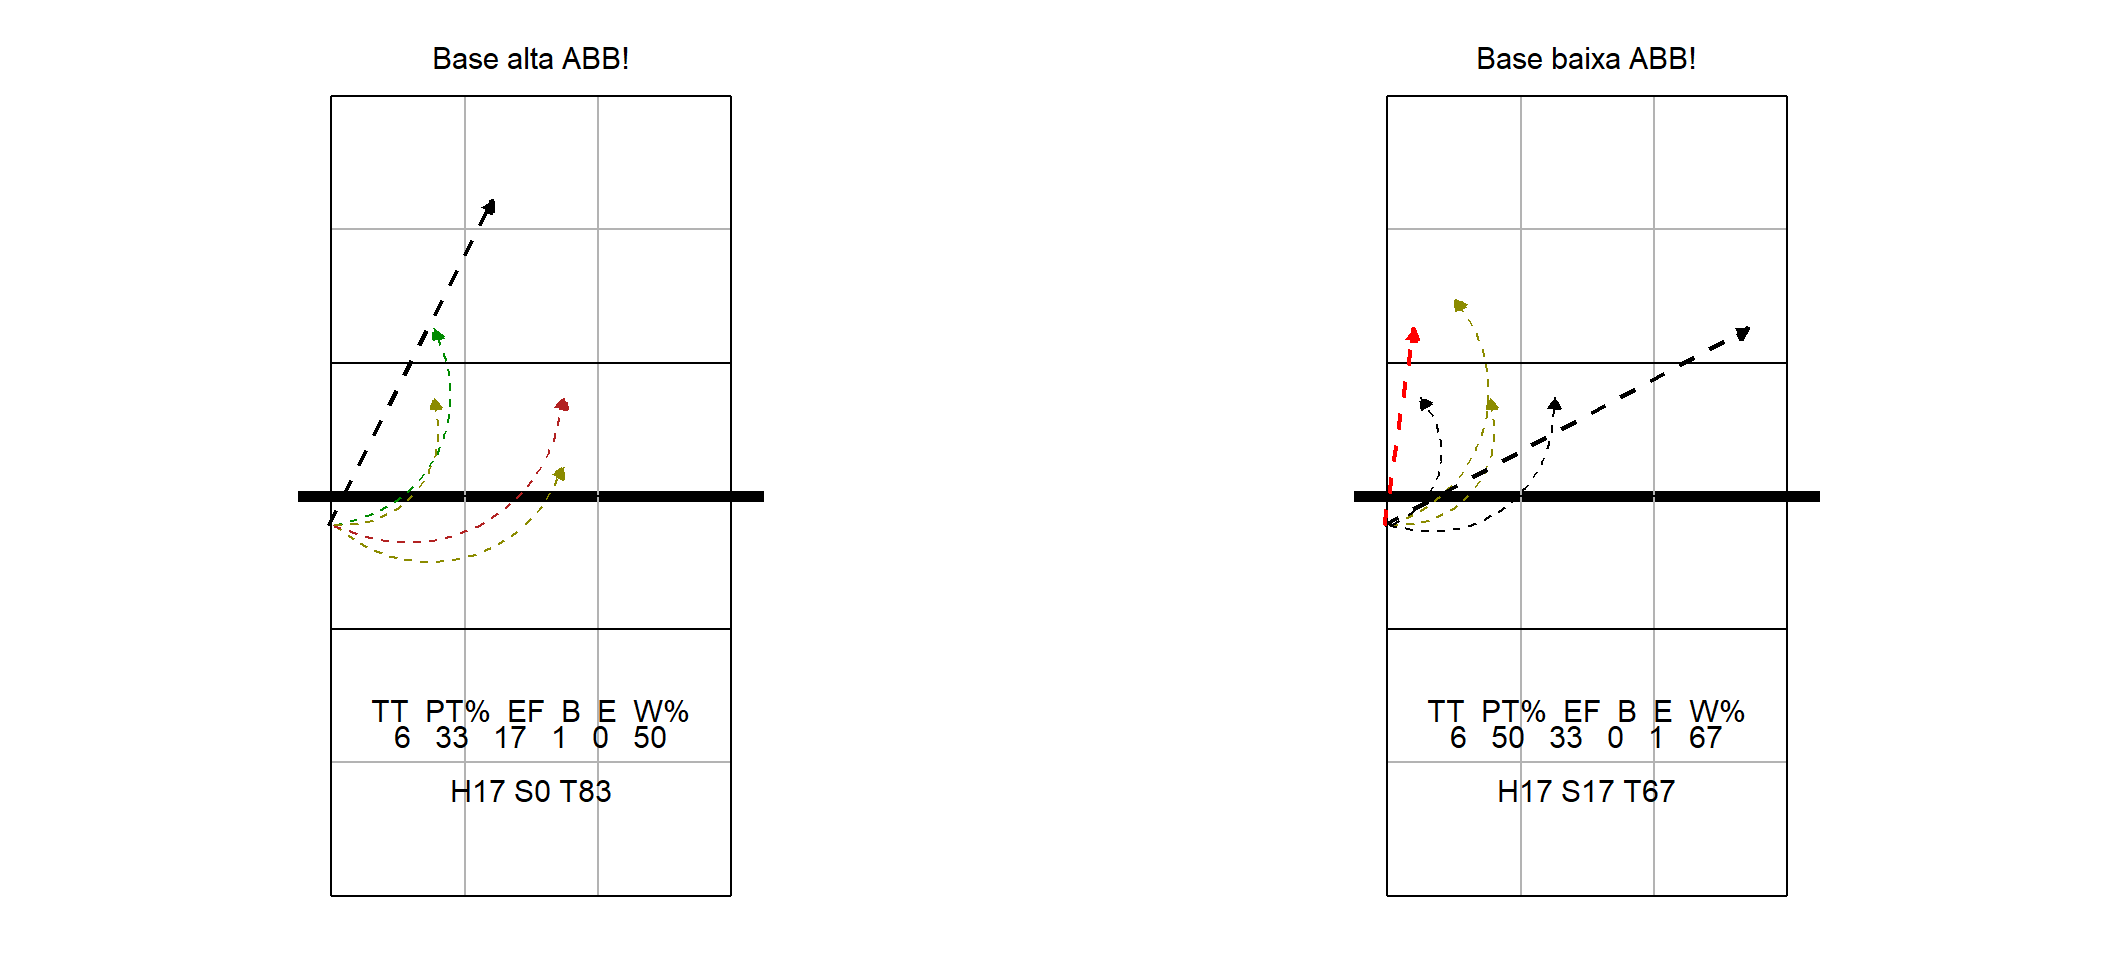 Base alta ABB!
TT PT% EF B E W%
6 33 17 1 0 50
H17 S0 T83
Base baixa ABB!
TT PT% EF B E W%
6 50 33 0 1 67
H17 S17 T67